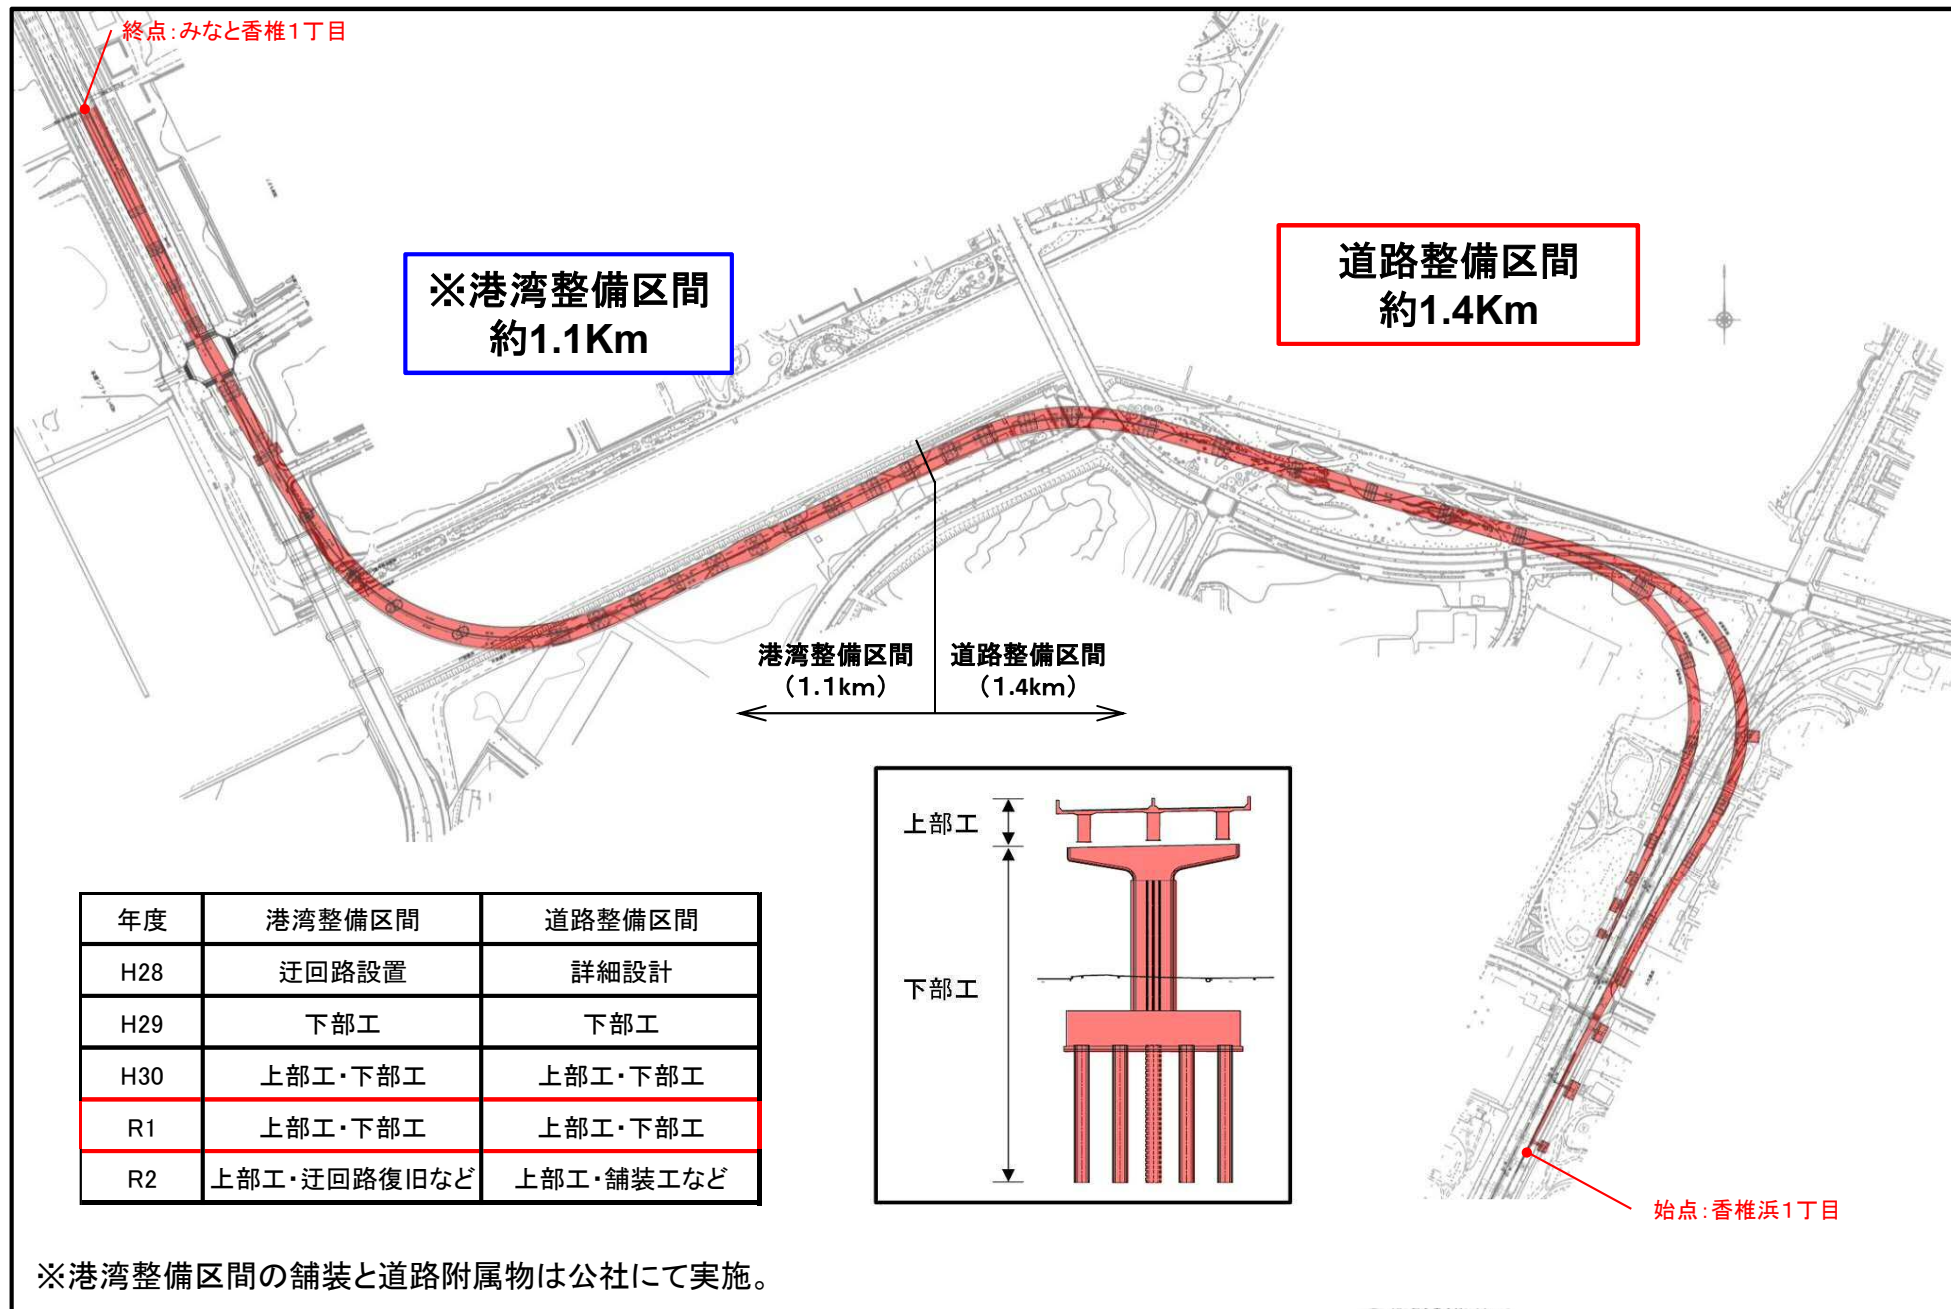 終点：みなと香椎１丁目
※港湾整備区間
約1.1Km
道路整備区間
約1.4Km
港湾整備区間
（1.1km）
道路整備区間
（1.4km）
上部工
下部工
年度 港湾整備区間 道路整備区間
H28 迂回路設置 詳細設計
H29 下部工 下部工
H30 上部工・下部工 上部工・下部工
R1 上部工・下部工 上部工・下部工
R2 上部工・迂回路復旧など 上部工・舗装工など
始点：香椎浜１丁目
※港湾整備区間の舗装と道路附属物は公社にて実施。